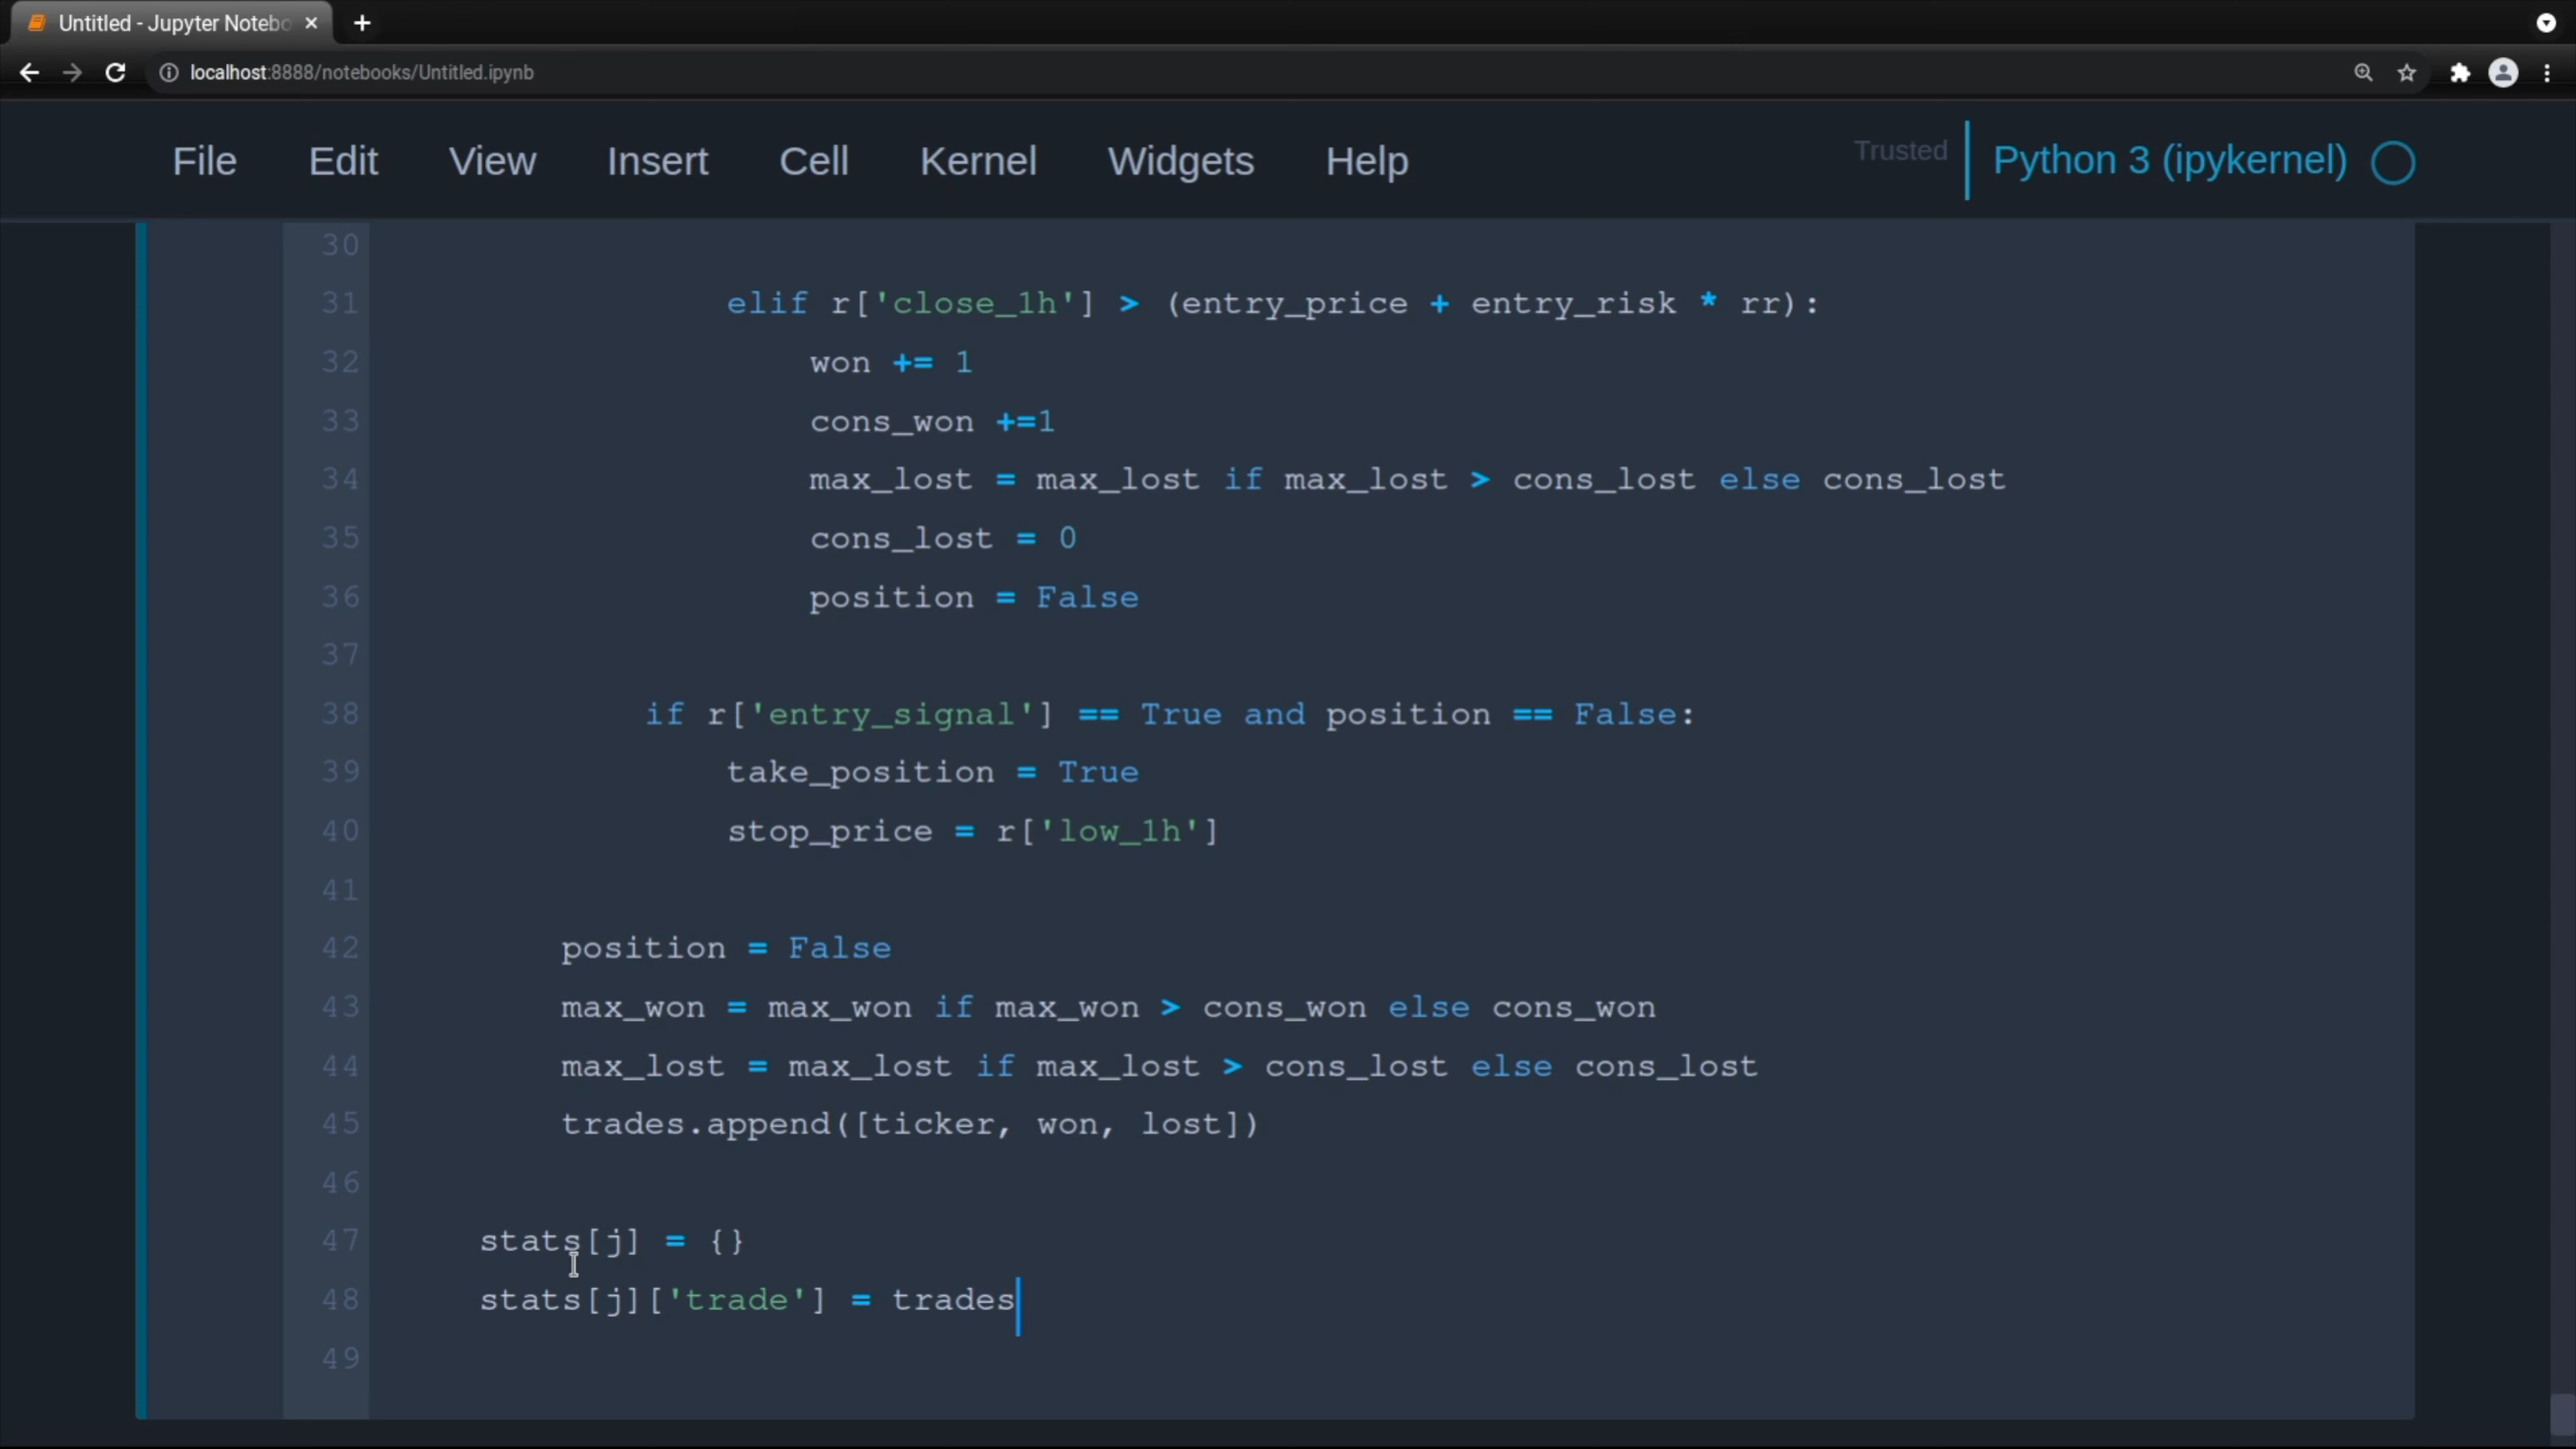 Untitled - Jupyter Notebo
localhost:8888/notebooks/Untitled.ipynb
File Edit View Insert Cell Kernel Widgets Help Trusted Python 3 (ipykernel)
30
31 elif r['close_1h'] > (entry_price + entry_risk * rr):
32 won += 1
33 cons_won +=1
34 max_lost = max_lost if max_lost > cons_lost else cons_lost
35 cons_lost = 0
36 position = False
37
38 if r['entry_signal'] == True and position == False:
39 take_position = True
40 stop_price = r['low_1h']
41
42 position = False
43 max_won = max_won if max_won > cons_won else cons_won
44 max_lost = max_lost if max_lost > cons_lost else cons_lost
45 trades.append([ticker, won, lost])
46
47 stats[j] = {}
48 stats[j]['trade'] = trades
49